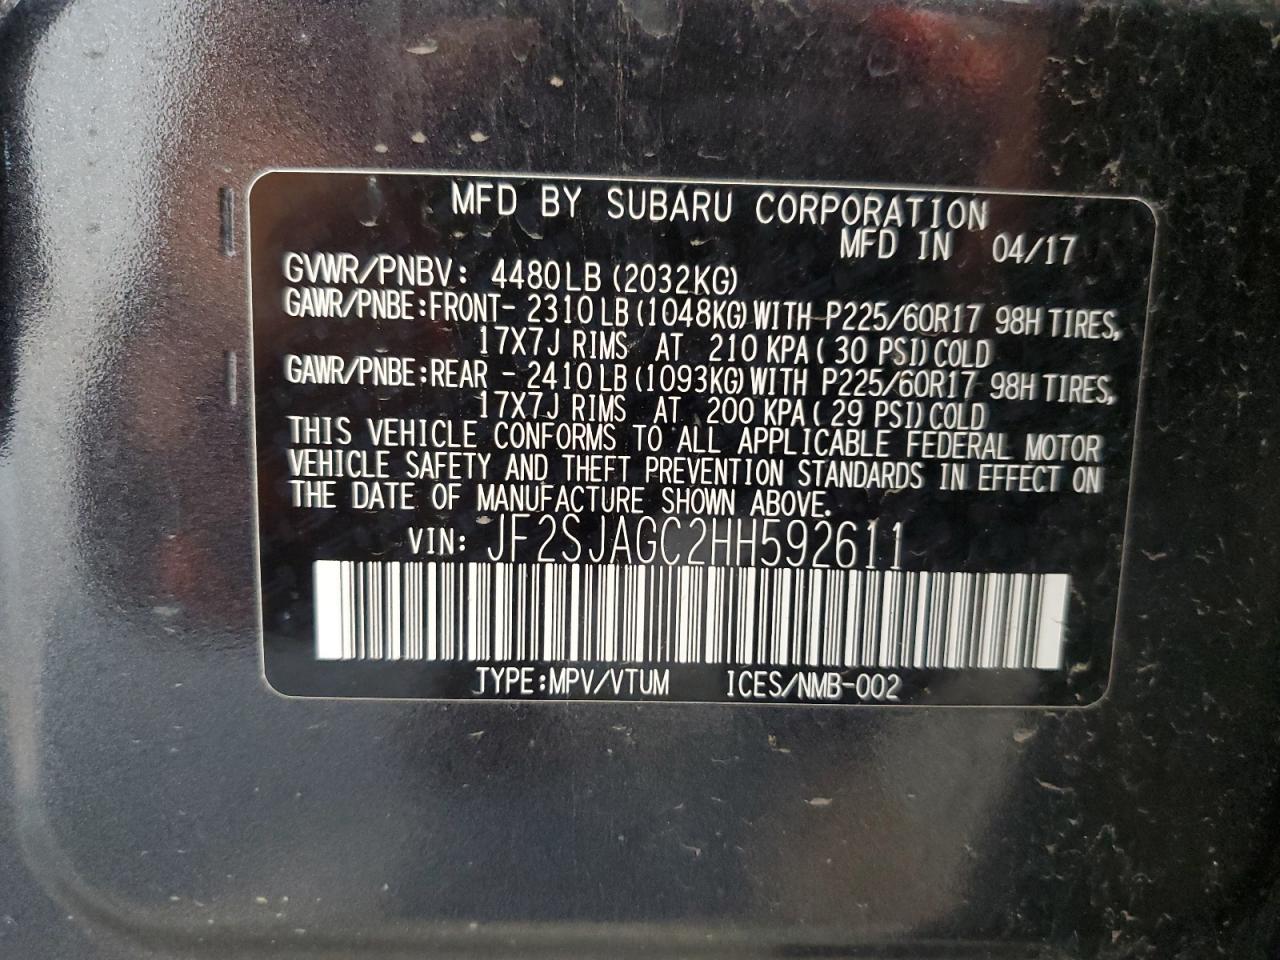 MFD BY SUBARU CORPORATION
MFD IN 04/17
GVWR/PNBV: 4480LB (2032KG)
GAWR/PNBE:FRONT- 2310 LB (1048KG) WITH P225/60R17 98H TIRES,
17X7J RIMS AT 210 KPA ( 30 PSI) COLD
GAWR/PNBE:REAR - 2410 LB (1093KG) WITH P225/60R17 98H TIRES,
17X7J RIMS AT 200 KPA ( 29 PSI) COLD
THIS VEHICLE CONFORMS TO ALL APPLICABLE FEDERAL MOTOR
VEHICLE SAFETY AND THEFT PREVENTION STANDARDS IN EFFECT ON
THE DATE OF MANUFACTURE SHOWN ABOVE.
VIN: JF2SJAGC2HH592611
TYPE:MPV/VTUM ICES/NMB-002